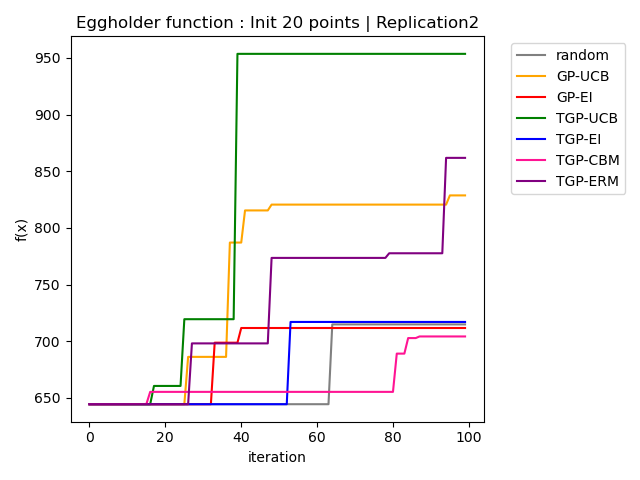 Eggholder function : Init 20 points | Replication2
f(x)
950
900
850
800
750
700
650
0 20 40 60 80 100
iteration
random
GP-UCB
GP-EI
TGP-UCB
TGP-EI
TGP-CBM
TGP-ERM